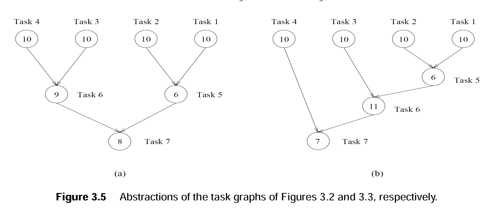 Task 4 Task 3 Task 2 Task 1 Task 4 Task 3 Task 2 Task 1
10 10 10 10 10 10 10 10
6 Task 5
9 Task 6 6 Task 5
11 Task 6
8 Task 7 7 Task 7
(a) (b)
Figure 3.5 Abstractions of the task graphs of Figures 3.2 and 3.3, respectively.